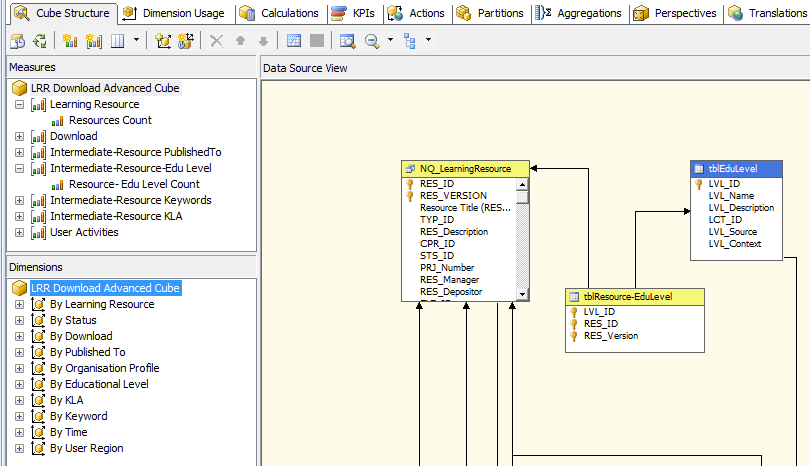 Cube Structure Dimension Usage Calculations KPIs Actions Partitions Aggregations Perspectives Translations
Measures
LRR Download Advanced Cube
Learning Resource
Resources Count
Download
Intermediate-Resource PublishedTo
Intermediate-Resource-Edu Level
Resource- Edu Level Count
Intermediate-Resource Keywords
Intermediate-Resource KLA
User Activities
Dimensions
LRR Download Advanced Cube
By Learning Resource
By Status
By Download
By Published To
By Organisation Profile
By Educational Level
By KLA
By Keyword
By Time
By User Region
Data Source View
NQ_LearningResource
RES_ID
RES_VERSION
Resource Title (RES...
TYP_ID
RES_Description
CPR_ID
STS_ID
PRJ_Number
RES_Manager
RES_Depositor
tblEduLevel
LVL_ID
LVL_Name
LVL_Description
LCT_ID
LVL_Source
LVL_Context
tblResource-EduLevel
LVL_ID
RES_ID
RES_Version